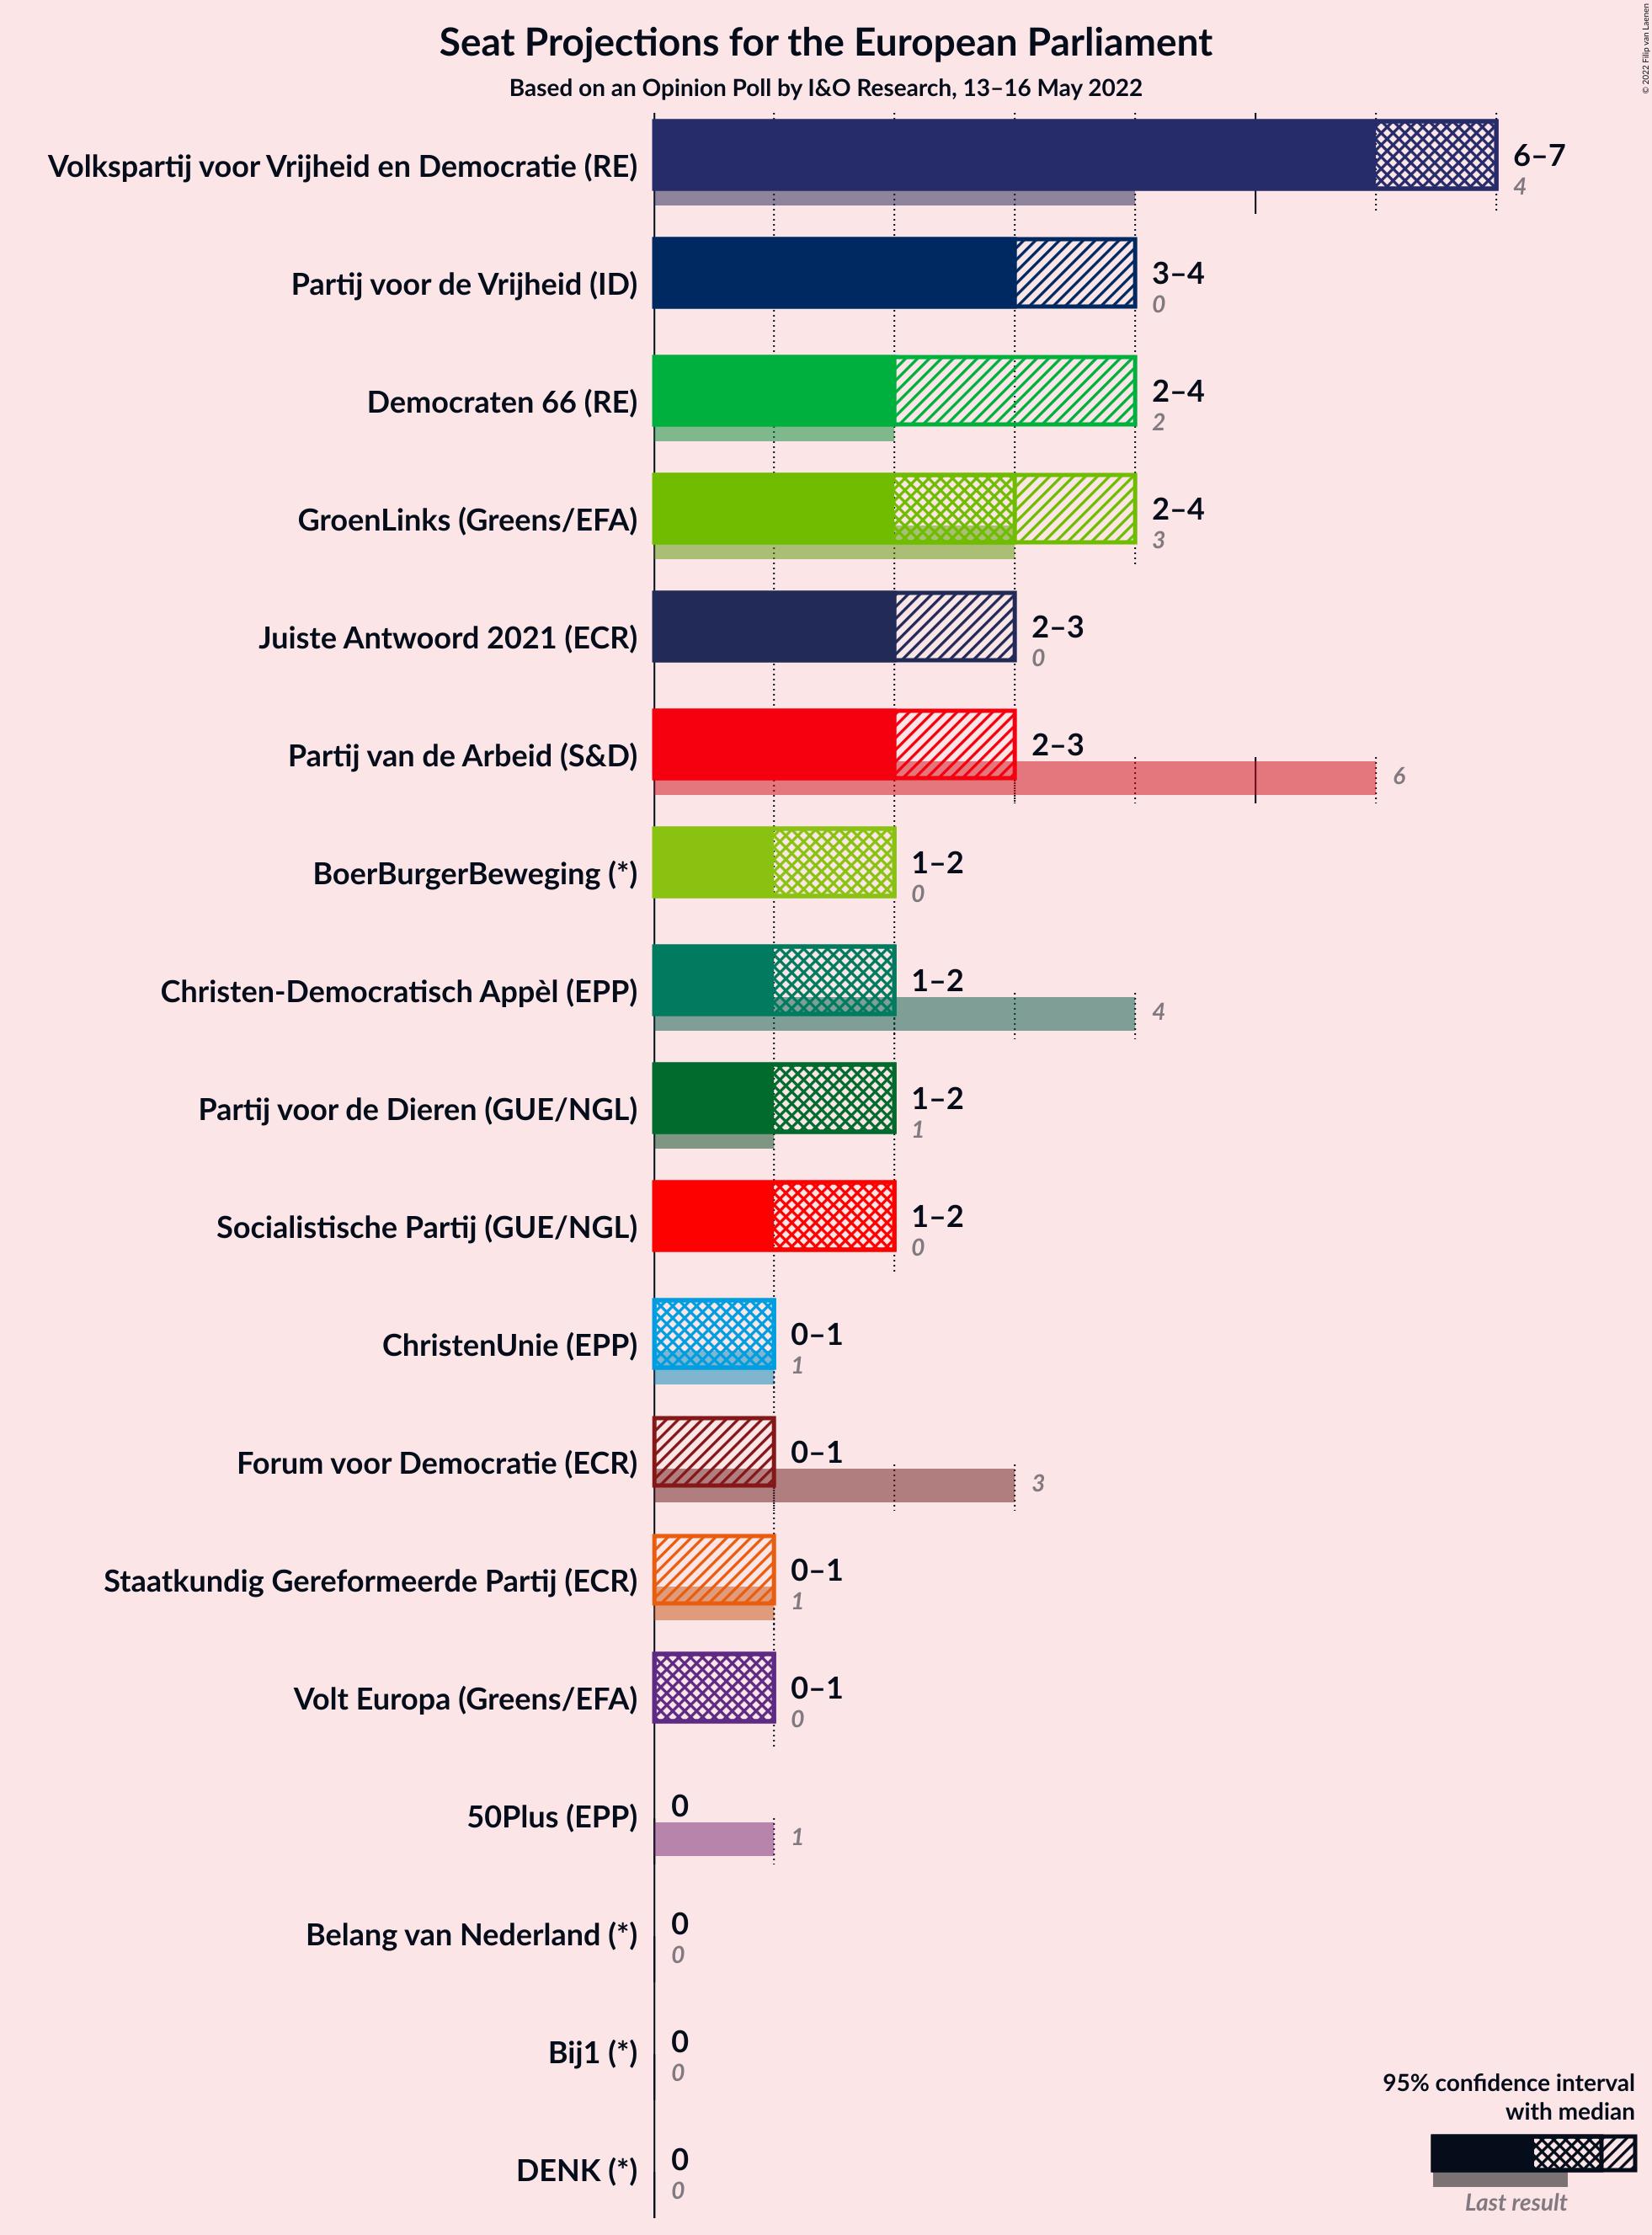 Seat Projections for the European Parliament
Based on an Opinion Poll by I&O Research, 13–16 May 2022
© 2022 Filip van Laenen
Volkspartij voor Vrijheid en Democratie (RE)
6–7
4
Partij voor de Vrijheid (ID)
3–4
0
Democraten 66 (RE)
2–4
2
GroenLinks (Greens/EFA)
2–4
3
Juiste Antwoord 2021 (ECR)
2–3
0
Partij van de Arbeid (S&D)
2–3
6
BoerBurgerBeweging (*)
1–2
0
Christen-Democratisch Appèl (EPP)
1–2
4
Partij voor de Dieren (GUE/NGL)
1–2
1
Socialistische Partij (GUE/NGL)
1–2
0
ChristenUnie (EPP)
0–1
1
Forum voor Democratie (ECR)
0–1
3
Staatkundig Gereformeerde Partij (ECR)
0–1
1
Volt Europa (Greens/EFA)
0–1
0
50Plus (EPP)
0
1
Belang van Nederland (*)
0
0
Bij1 (*)
0
0
DENK (*)
0
0
95% confidence interval
with median
Last result